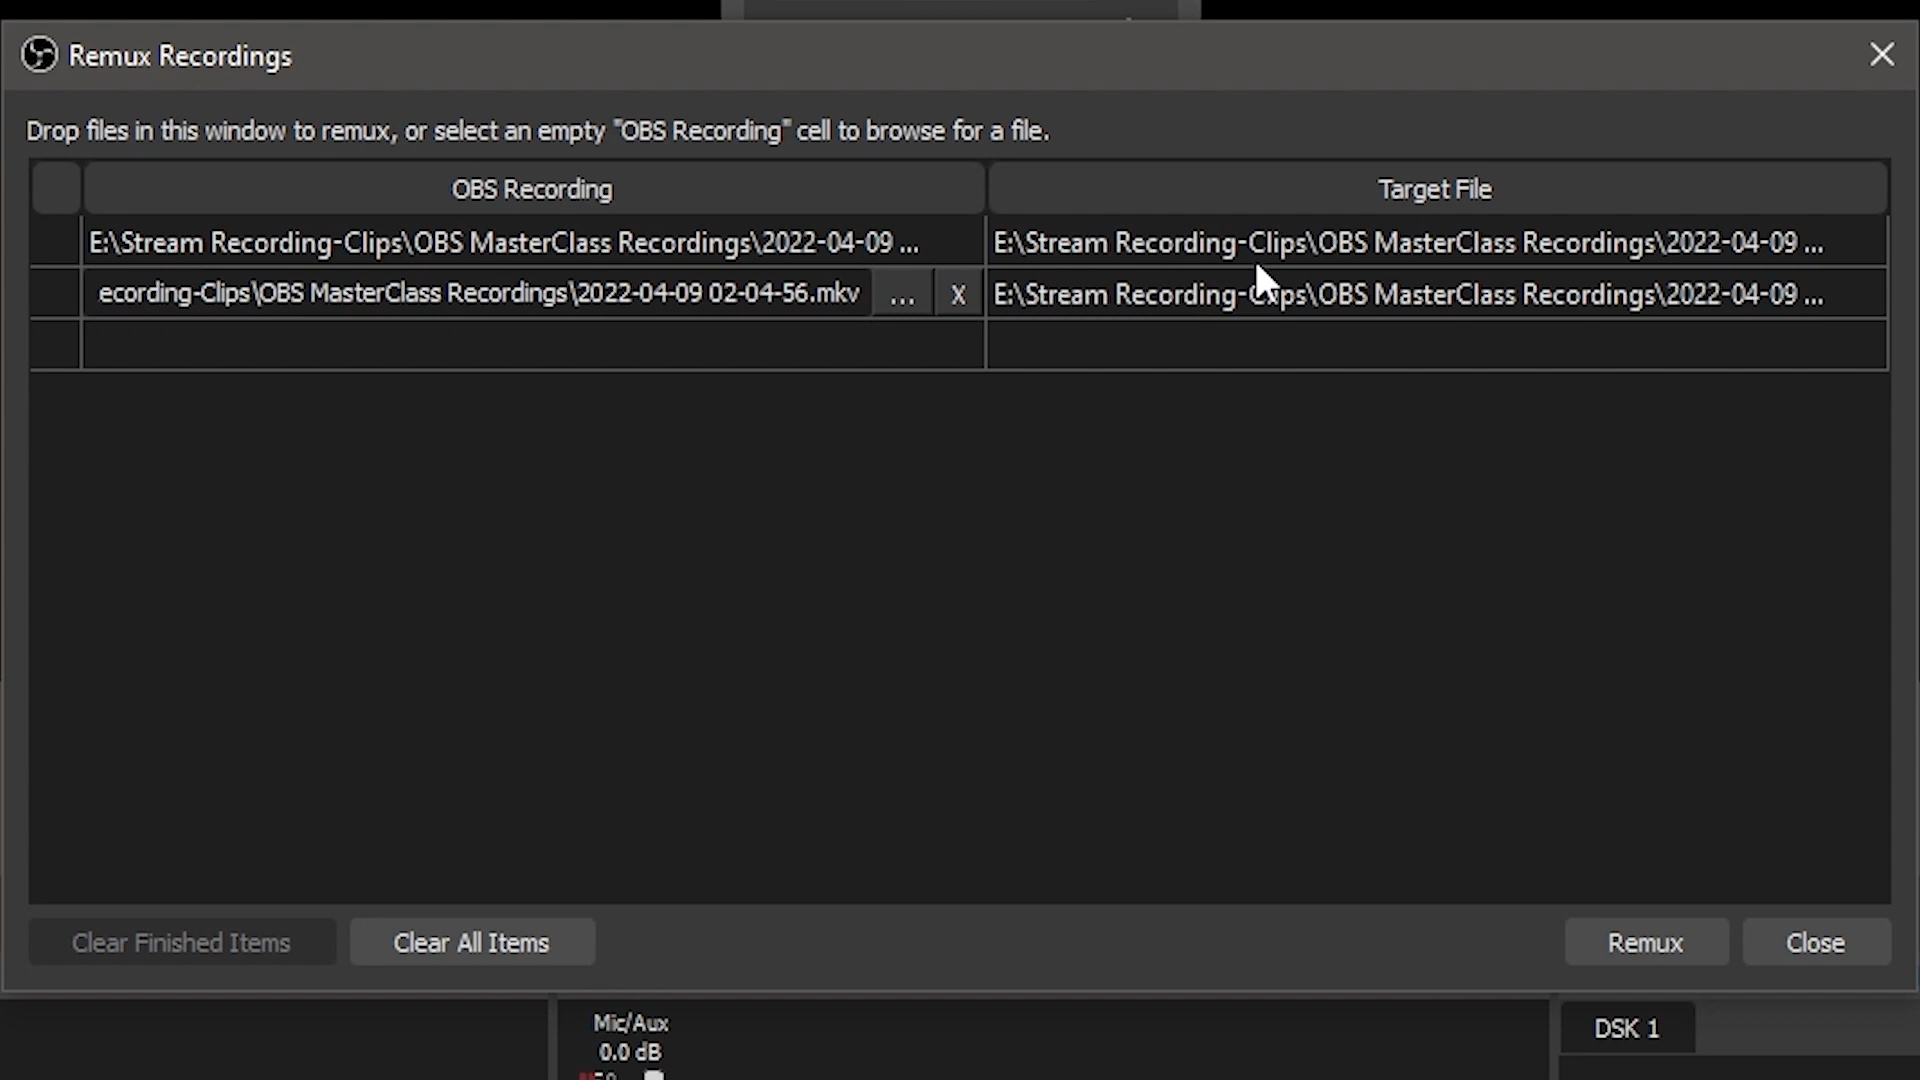 Remux Recordings
Drop files in this window to remux, or select an empty "OBS Recording" cell to browse for a file.
OBS Recording Target File
E:\Stream Recording-Clips\OBS MasterClass Recordings\2022-04-09 ... E:\Stream Recording-Clips\OBS MasterClass Recordings\2022-04-09 ...
ecording-Clips\OBS MasterClass Recordings\2022-04-09 02-04-56.mkv ... X E:\Stream Recording-Clips\OBS MasterClass Recordings\2022-04-09 ...
Clear Finished Items Clear All Items Remux Close
Mic/Aux
0.0 dB
DSK 1